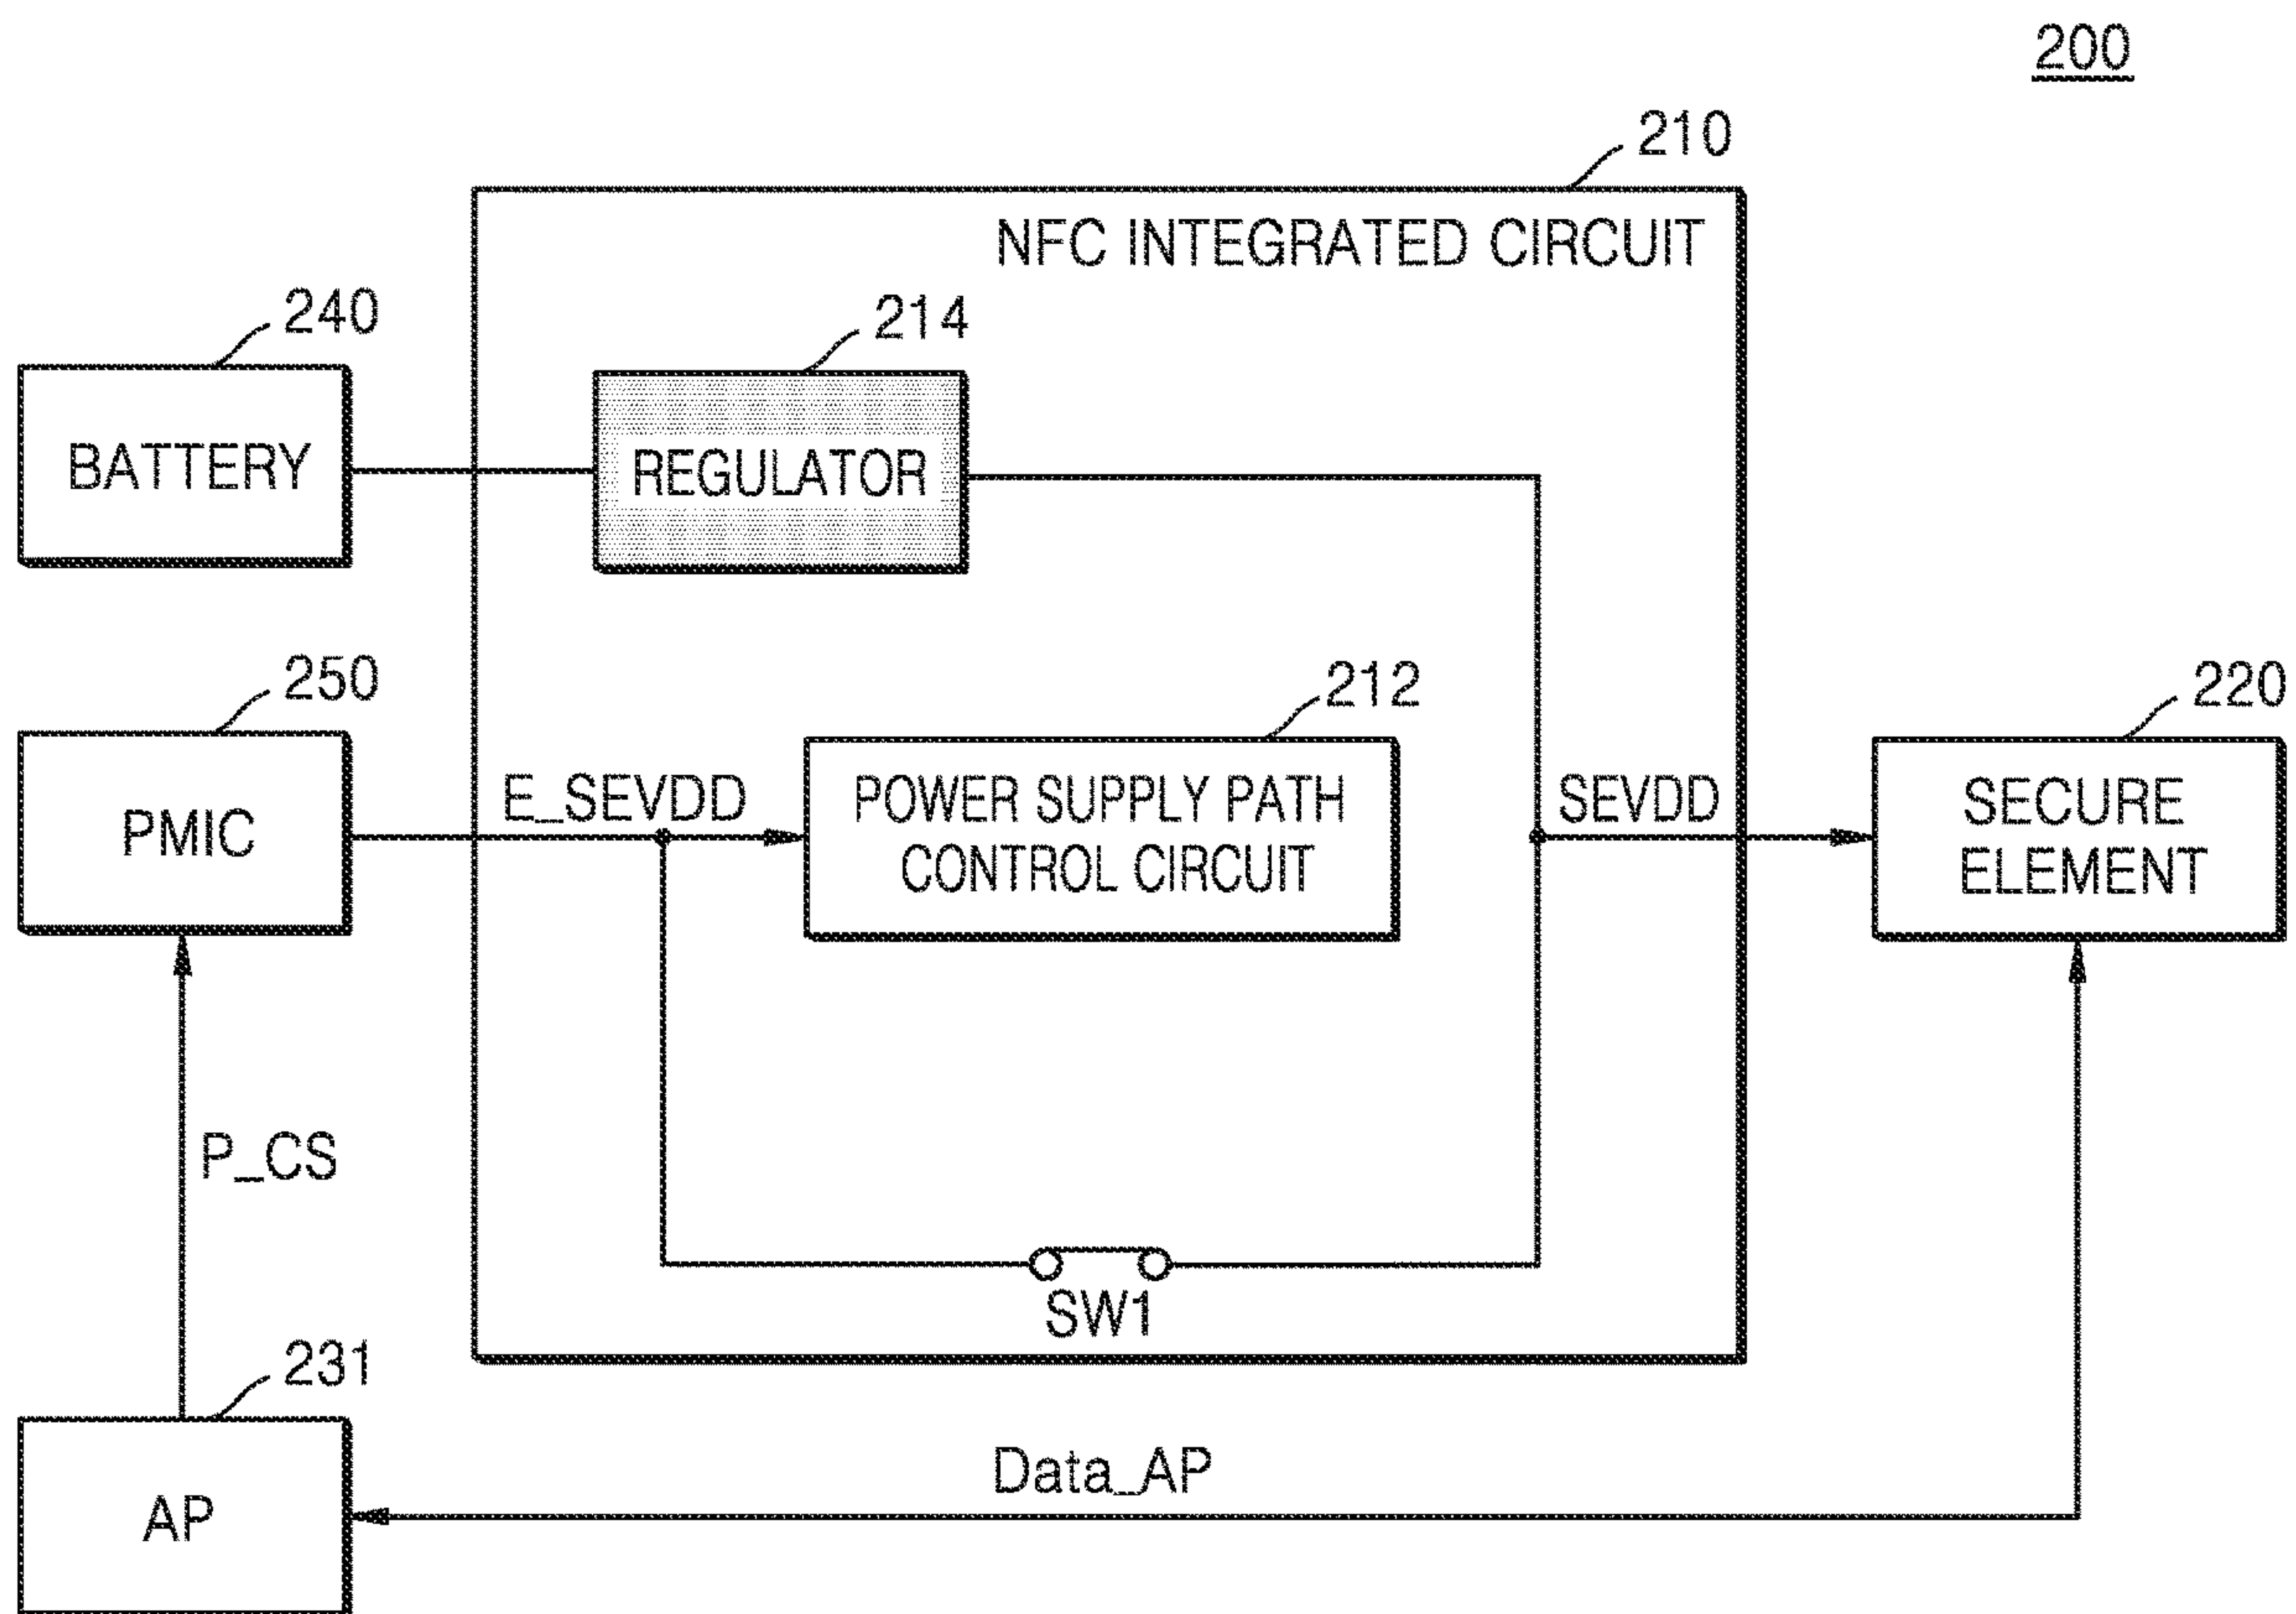 200
210
NFC INTEGRATED CIRCUIT
240
214
BATTERY
REGULATOR
250
212
220
PMIC
E_SEVDD
POWER SUPPLY PATH
CONTROL CIRCUIT
SEVDD
SECURE
ELEMENT
P_CS
SW1
231
AP
Data_AP